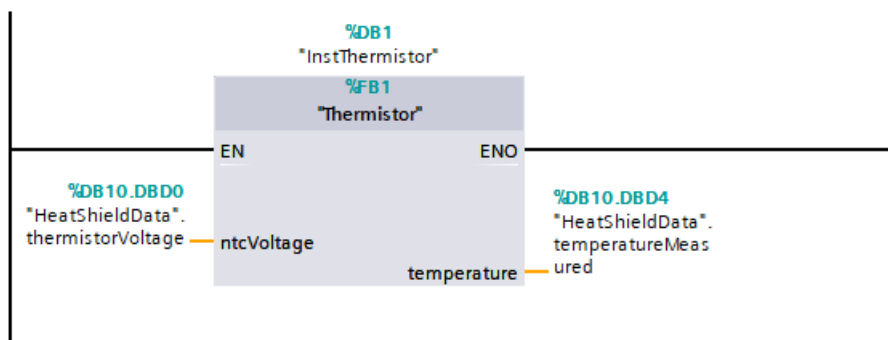 %DB1
"InstThermistor"
%FB1
"Thermistor"
EN ENO
%DB10.DBD0
"HeatShieldData".
thermistorVoltage
ntcVoltage
temperature
%DB10.DBD4
"HeatShieldData".
temperatureMeas
ured